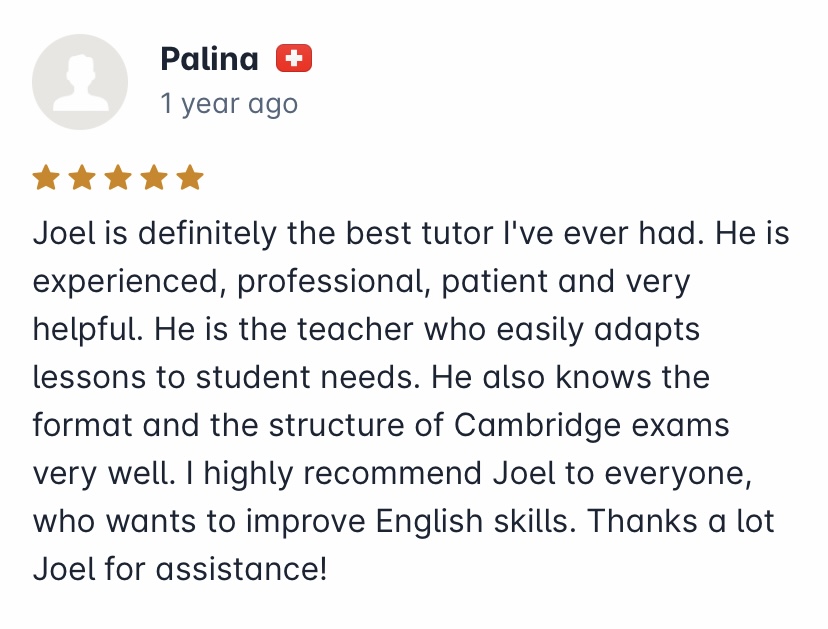 Palina
1 year ago
Joel is definitely the best tutor I've ever had. He is
experienced, professional, patient and very
helpful. He is the teacher who easily adapts
lessons to student needs. He also knows the
format and the structure of Cambridge exams
very well. I highly recommend Joel to everyone,
who wants to improve English skills. Thanks a lot
Joel for assistance!